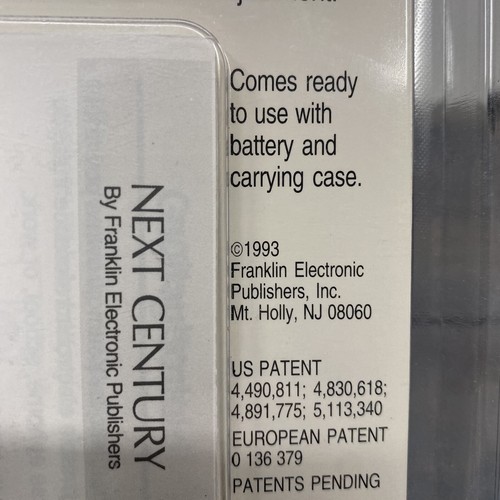 Comes ready
to use with
battery and
carrying case.
©1993
Franklin Electronic
Publishers, Inc.
Mt. Holly, NJ 08060
US PATENT
4,490,811; 4,830,618;
4,891,775; 5,113,340
EUROPEAN PATENT
0 136 379
PATENTS PENDING
NEXT CENTURY
By Franklin Electronic Publishers